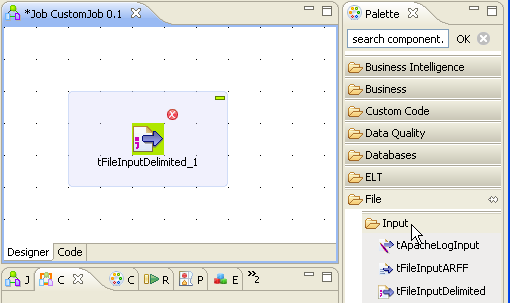 *Job CustomJob 0.1
tFileInputDelimited_1
Designer
Code
J
C
C
R
P
E
»2
Palette
search component.
OK
Business Intelligence
Business
Custom Code
Data Quality
Databases
ELT
File
Input
tApacheLogInput
tFileInputARFF
tFileInputDelimited